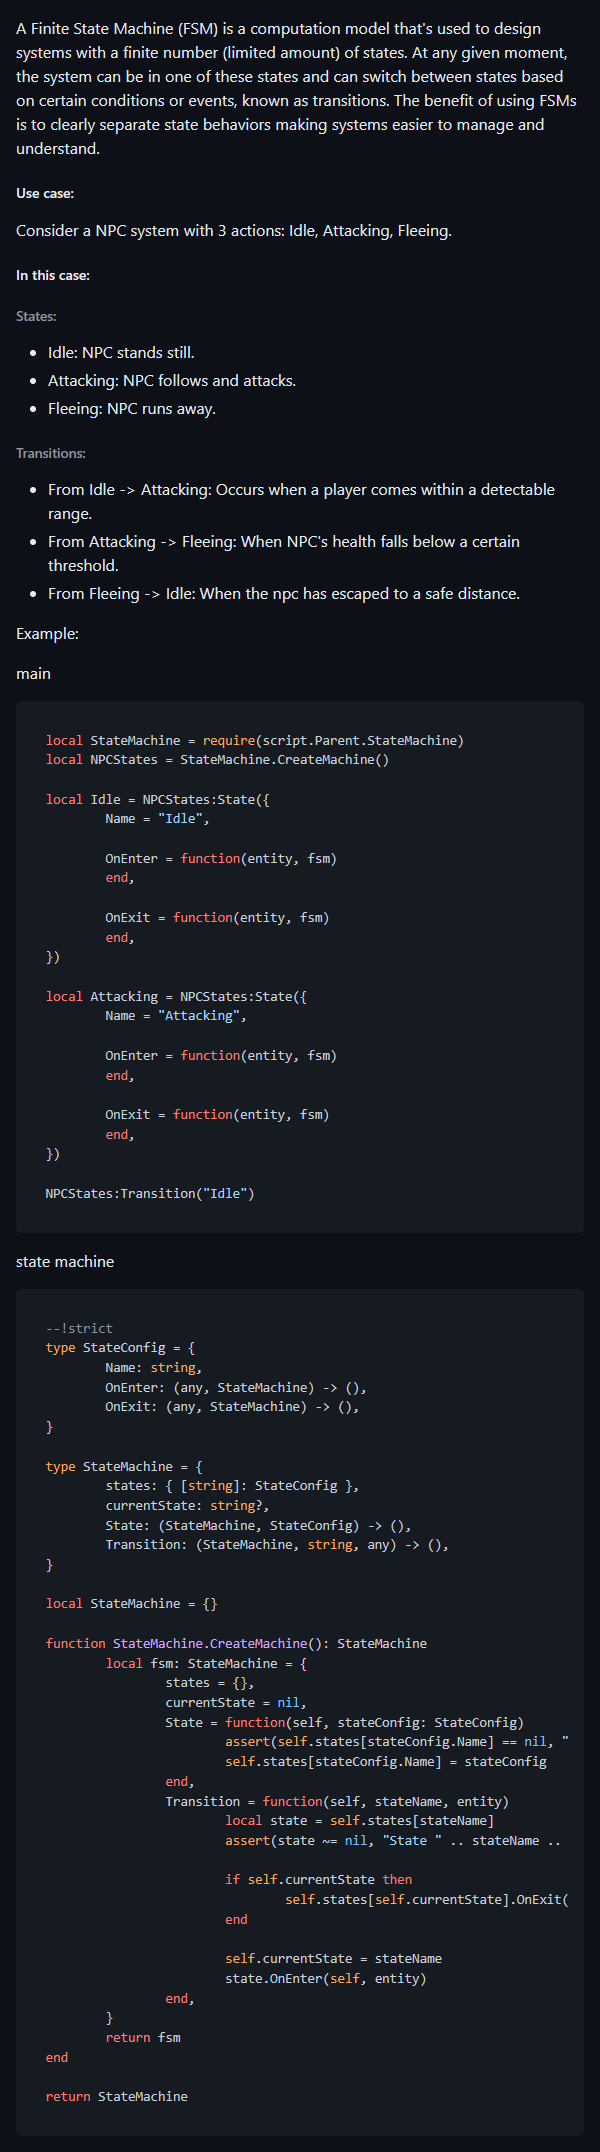 A Finite State Machine (FSM) is a computation model that's used to design
systems with a finite number (limited amount) of states. At any given moment,
the system can be in one of these states and can switch between states based
on certain conditions or events, known as transitions. The benefit of using FSMs
is to clearly separate state behaviors making systems easier to manage and
understand.
Use case:
Consider a NPC system with 3 actions: Idle, Attacking, Fleeing.
In this case:
States:
• Idle: NPC stands still.
• Attacking: NPC follows and attacks.
• Fleeing: NPC runs away.
Transitions:
• From Idle -> Attacking: Occurs when a player comes within a detectable
range.
• From Attacking -> Fleeing: When NPC's health falls below a certain
threshold.
• From Fleeing -> Idle: When the npc has escaped to a safe distance.
Example:
main
local StateMachine = require(script.Parent.StateMachine)
local NPCStates = StateMachine.CreateMachine()
local Idle = NPCStates:State({
Name = "Idle",
OnEnter = function(entity, fsm)
end,
OnExit = function(entity, fsm)
end,
})
local Attacking = NPCStates:State({
Name = "Attacking",
OnEnter = function(entity, fsm)
end,
OnExit = function(entity, fsm)
end,
})
NPCStates:Transition("Idle")
state machine
--!strict
type StateConfig = {
Name: string,
OnEnter: (any, StateMachine) -> (),
OnExit: (any, StateMachine) -> (),
}
type StateMachine = {
states: { [string]: StateConfig },
currentState: string?,
State: (StateMachine, StateConfig) -> (),
Transition: (StateMachine, string, any) -> (),
}
local StateMachine = {}
function StateMachine.CreateMachine(): StateMachine
local fsm: StateMachine = {
states = {},
currentState = nil,
State = function(self, stateConfig: StateConfig)
assert(self.states[stateConfig.Name] == nil, "
self.states[stateConfig.Name] = stateConfig
end,
Transition = function(self, stateName, entity)
local state = self.states[stateName]
assert(state ~= nil, "State " .. stateName ..
if self.currentState then
self.states[self.currentState].OnExit(
end
self.currentState = stateName
state.OnEnter(self, entity)
end,
}
return fsm
end
return StateMachine